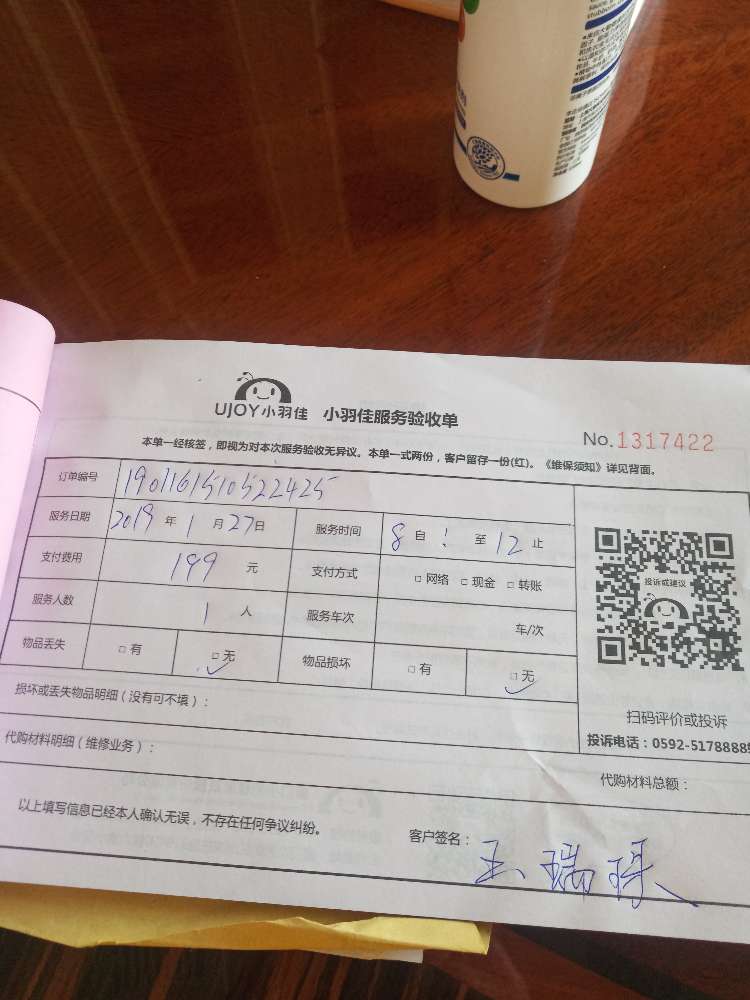 UJOY小羽佳 小羽佳服务验收单
No.1317422
本单一经核签，即视为对本次服务验收无异议。本单一式两份，客户留存一份(红)。《维保须知》详见背面。
订单编号 1901161510522425
服务日期 2019 年 1 月 27 日 服务时间 8 自 : 至 12 止
支付费用 199 元 支付方式 □ 网络 □ 现金 □ 转账
服务人数 1 人 服务车次 车/次
物品丢失 □ 有 □ 无 物品损坏 □ 有 □ 无
投诉或建议
扫码评价或投诉
投诉电话：0592-5178885
损坏或丢失物品明细（没有可不填）：
代购材料明细（维修业务）： 代购材料总额：
以上填写信息已经本人确认无误，不存在任何争议纠纷。 客户签名：